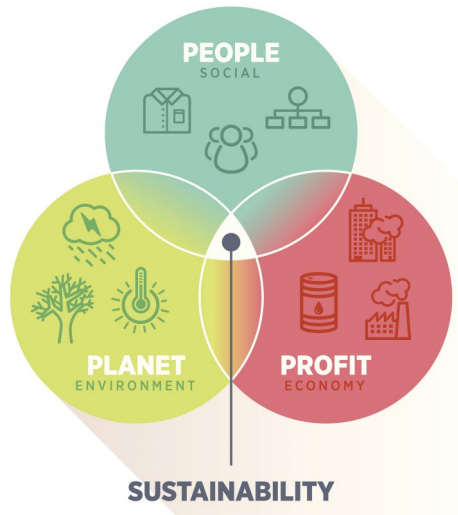 PEOPLE
SOCIAL
PLANET
ENVIRONMENT
PROFIT
ECONOMY
SUSTAINABILITY